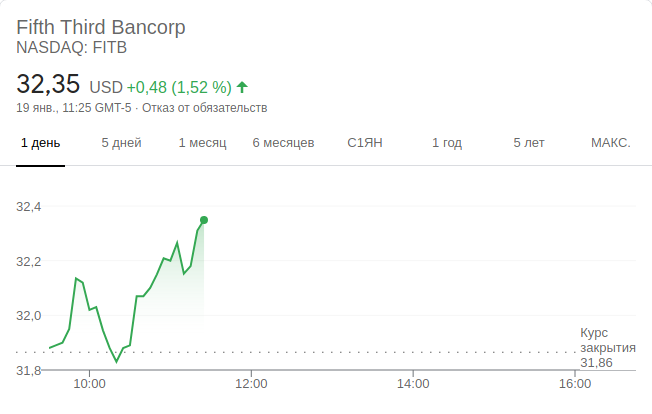 Fifth Third Bancorp
NASDAQ: FITB
32,35 USD +0,48 (1,52 %)
19 янв., 11:25 GMT-5 · Отказ от обязательств
1 день 5 дней 1 месяц 6 месяцев С1ЯН 1 год 5 лет МАКС.
32,4
32,2
32,0
Курс
закрытия
31,86
31,8
10:00 12:00 14:00 16:00